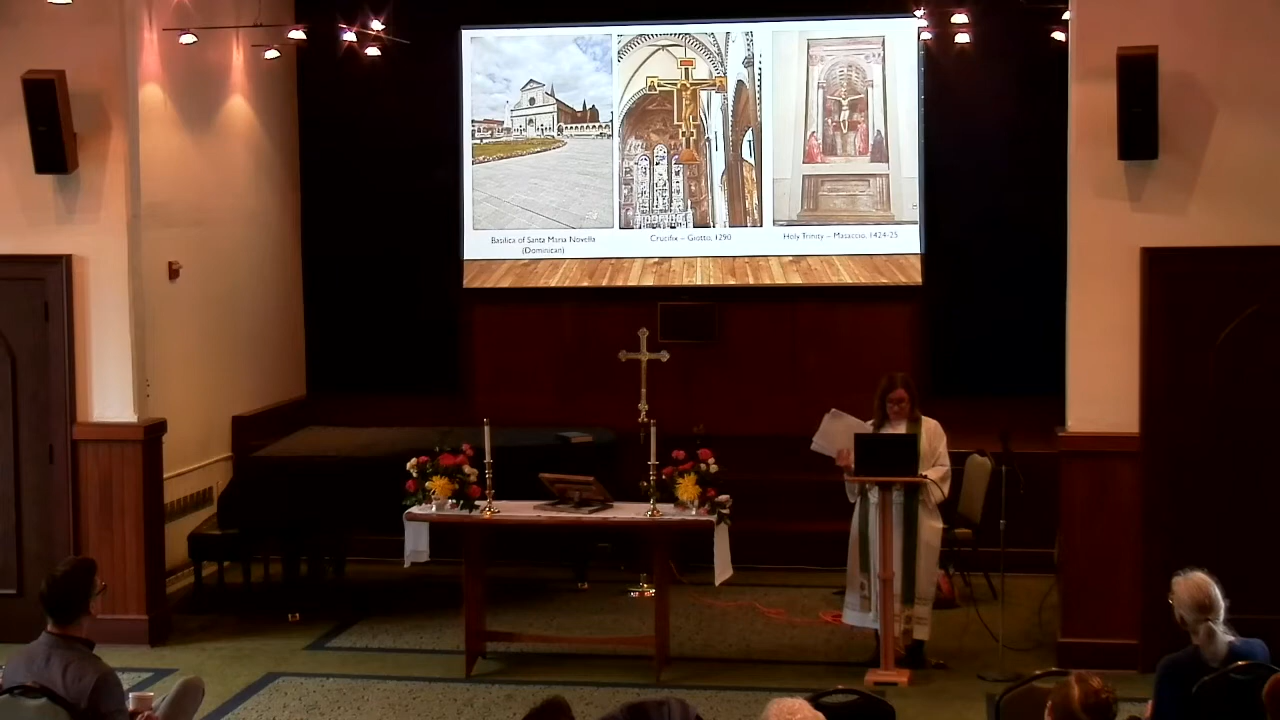 Basilica of Santa Maria Novella
(Dominican)
Crucifix – Giotto, 1290
Holy Trinity – Masaccio, 1424-25